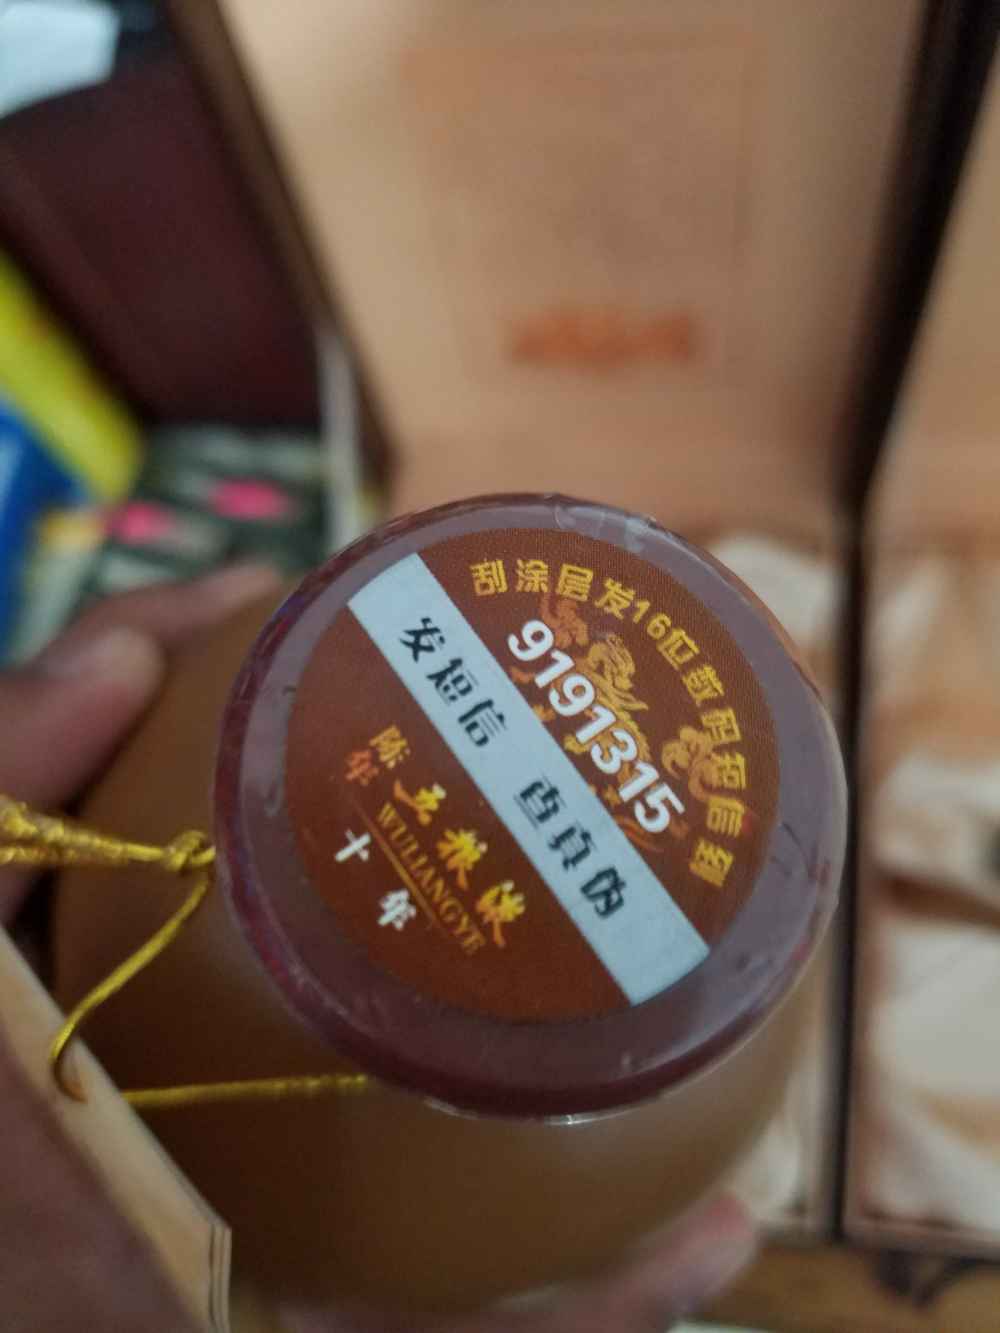 刮涂层发16位数码短信到
9191315
发短信 查真伪
陈年
五粮液
WULIANGYE
十年